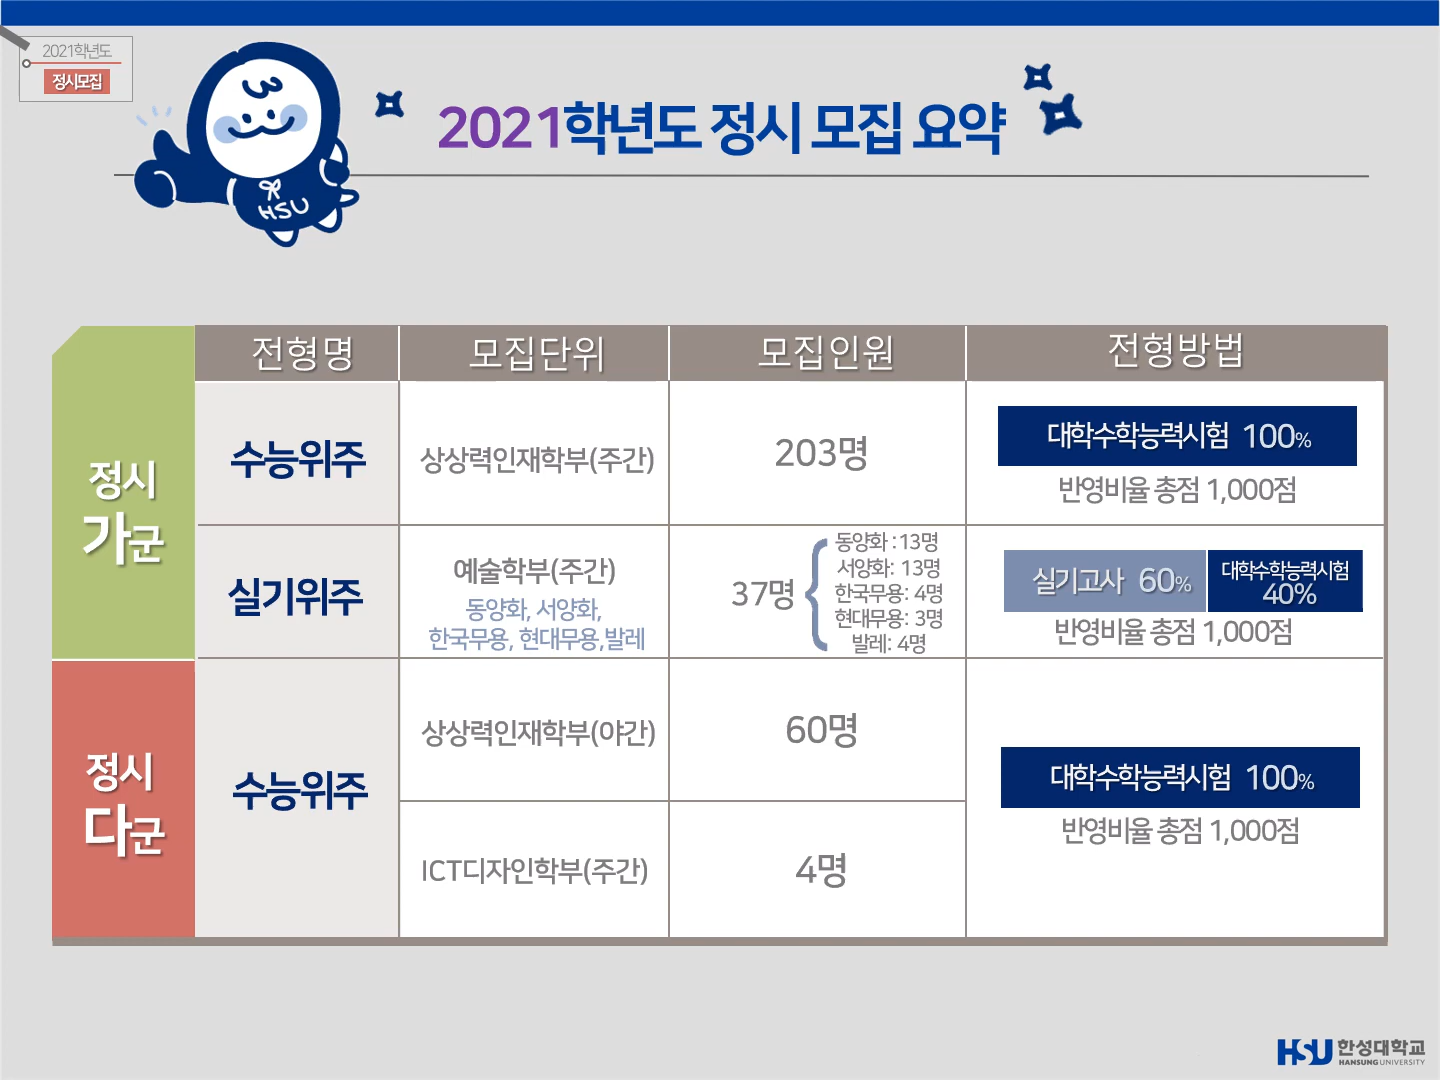 2021학년도
정시모집
2021학년도 정시 모집 요약
HSU
전형명 모집단위 모집인원 전형방법
정시
가군
수능위주
상상력인재학부(주간)
203명
대학수학능력시험 100%
반영비율 총점 1,000점
실기위주
예술학부(주간)
동양화, 서양화,
한국무용, 현대무용,발레
37명
동양화 :13명
서양화: 13명
한국무용: 4명
현대무용: 3명
발레: 4명
실기고사 60%
대학수학능력시험
40%
반영비율 총점 1,000점
정시
다군
수능위주
상상력인재학부(야간)
60명
ICT디자인학부(주간)
4명
대학수학능력시험 100%
반영비율 총점 1,000점
HSU 한성대학교
HANSUNG UNIVERSITY